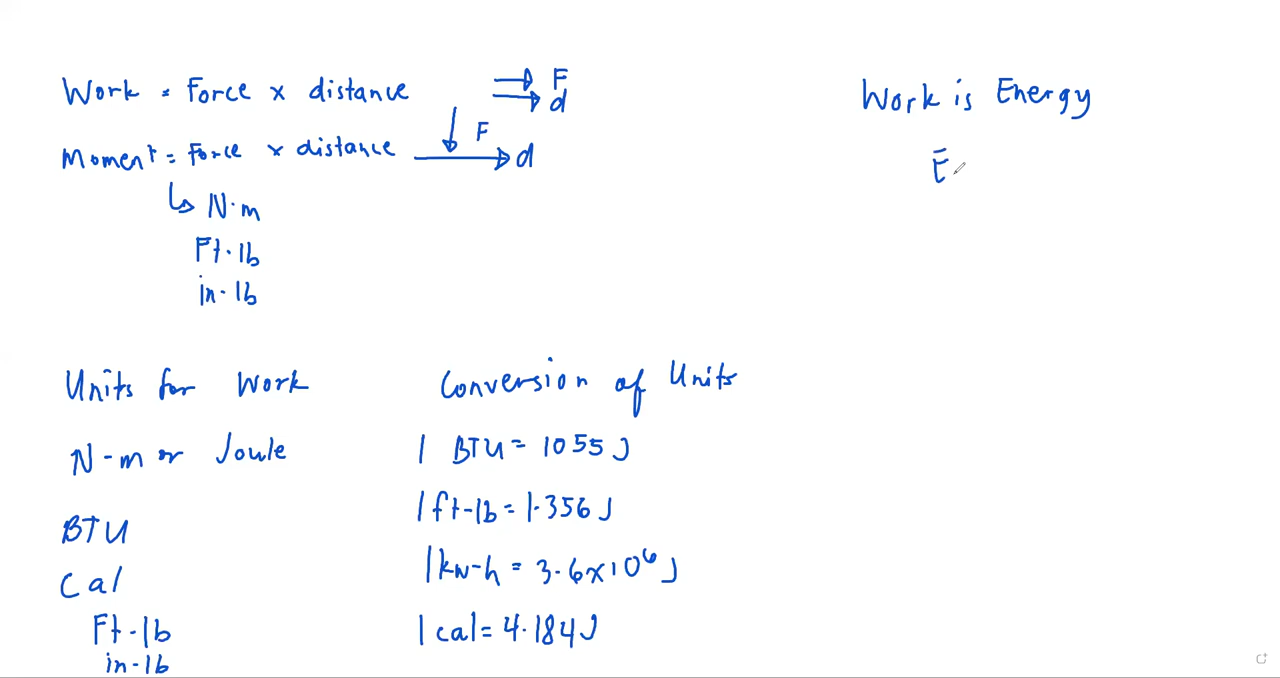 Work = Force x distance
F
d
Moment = Force x distance
F
d
N·m
Ft·lb
in·lb
Work is Energy
E
Units for Work
N-m or Joule
BTU
Cal
Ft-lb
in-lb
Conversion of Units
1 BTU = 1055 J
1 ft-lb = 1.356 J
1 kw-h = 3.6x10⁶ J
1 cal = 4.184 J